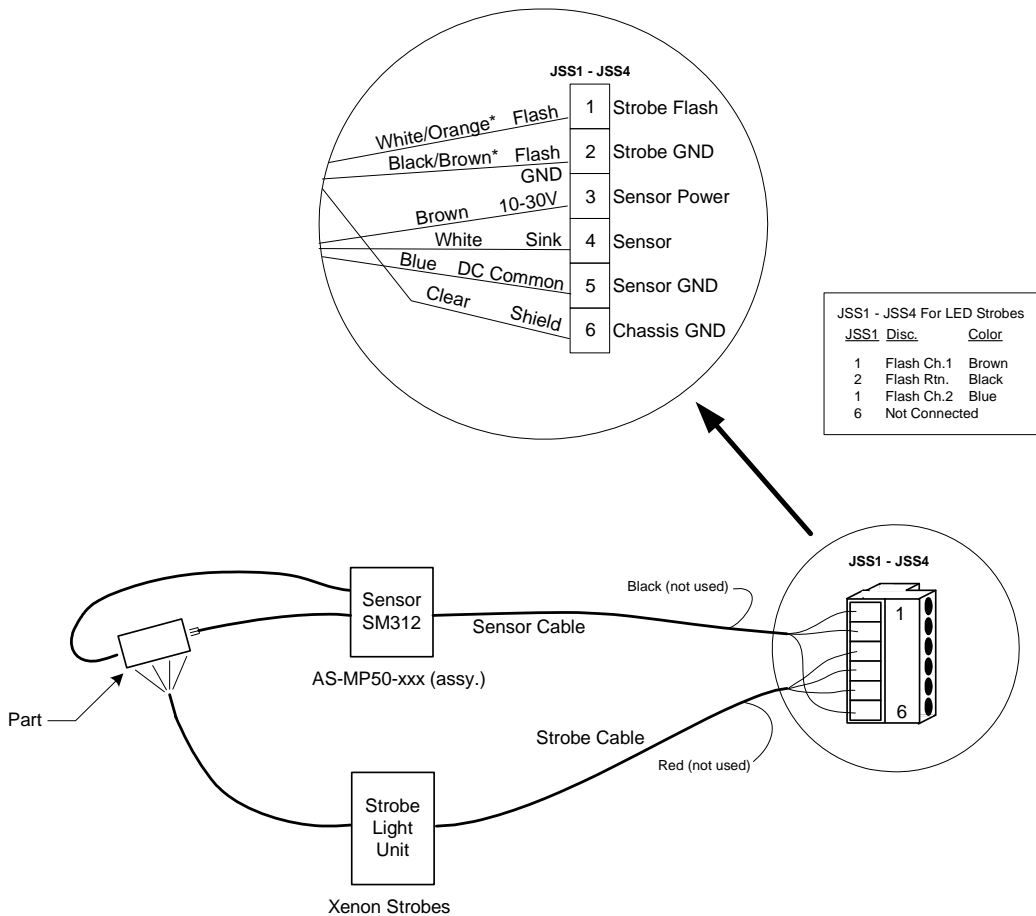 JSS1 - JSS4
White/Orange* Flash 1 Strobe Flash
Black/Brown* Flash GND 2 Strobe GND
Brown 10-30V 3 Sensor Power
White Sink 4 Sensor
Blue DC Common 5 Sensor GND
Clear Shield 6 Chassis GND
JSS1 - JSS4 For LED Strobes
JSS1 Disc. Color
1 Flash Ch.1 Brown
2 Flash Rtn. Black
1 Flash Ch.2 Blue
6 Not Connected
JSS1 - JSS4
1
6
Black (not used)
Sensor
SM312
Sensor Cable
AS-MP50-xxx (assy.)
Part
Strobe Cable
Red (not used)
Strobe
Light
Unit
Xenon Strobes